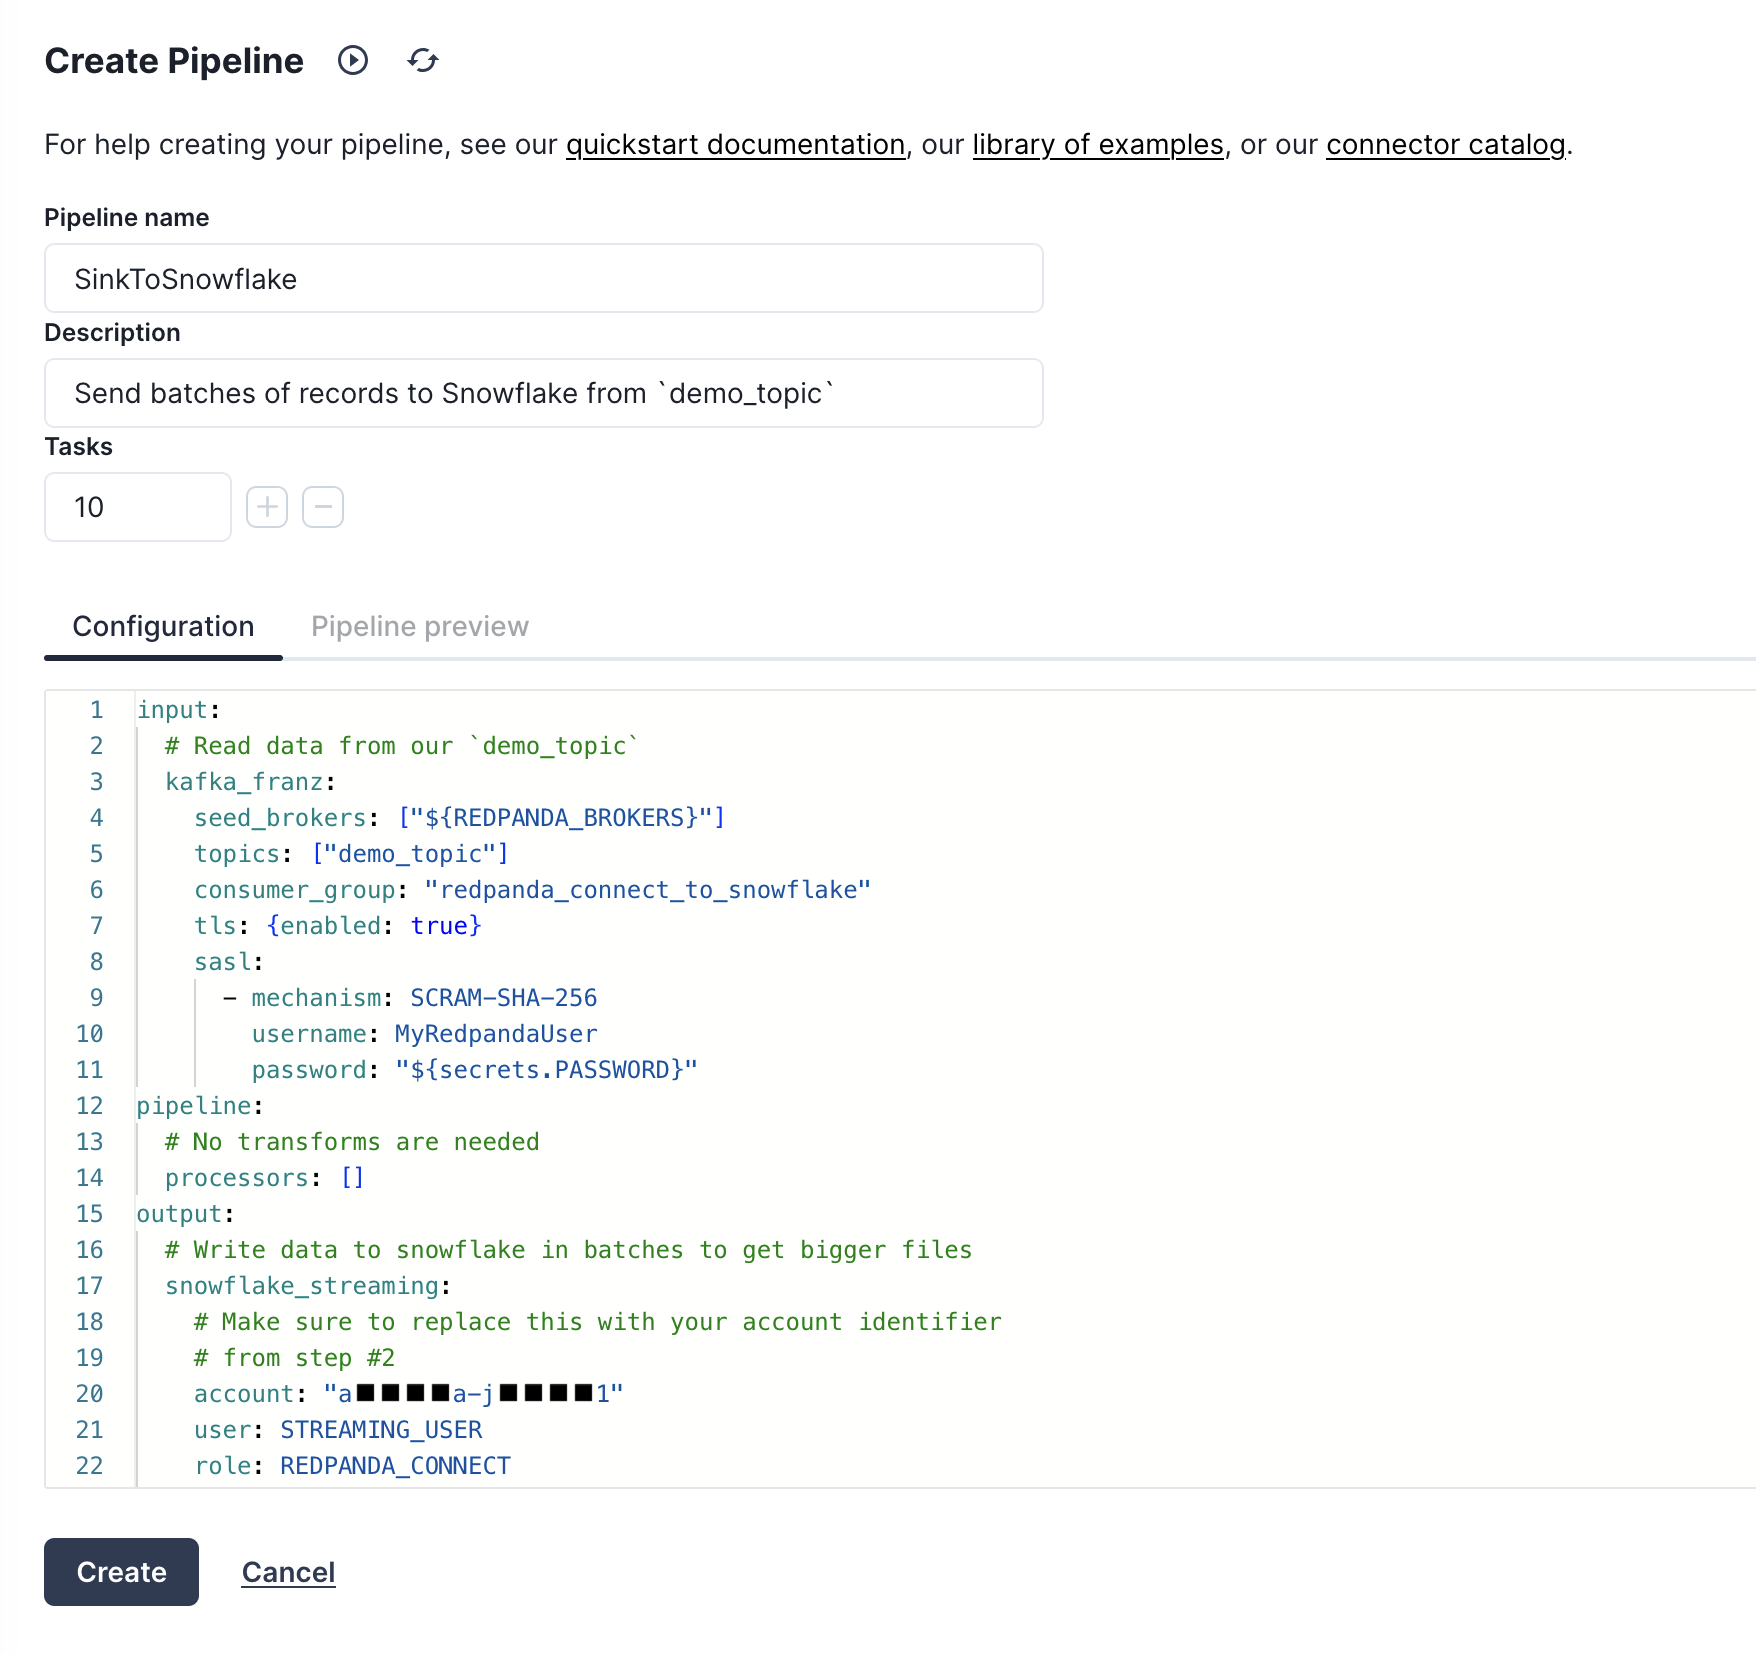 Create Pipeline
For help creating your pipeline, see our quickstart documentation, our library of examples, or our connector catalog.
Pipeline name
SinkToSnowflake
Description
Send batches of records to Snowflake from `demo_topic`
Tasks
10
Configuration Pipeline preview
1 input:
2   # Read data from our `demo_topic`
3   kafka_franz:
4     seed_brokers: ["${REDPANDA_BROKERS}"]
5     topics: ["demo_topic"]
6     consumer_group: "redpanda_connect_to_snowflake"
7     tls: {enabled: true}
8     sasl:
9       - mechanism: SCRAM-SHA-256
10         username: MyRedpandaUser
11         password: "${secrets.PASSWORD}"
12 pipeline:
13   # No transforms are needed
14   processors: []
15 output:
16   # Write data to snowflake in batches to get bigger files
17   snowflake_streaming:
18     # Make sure to replace this with your account identifier
19     # from step #2
20     account: "a■■■■a-j■■■■1"
21     user: STREAMING_USER
22     role: REDPANDA_CONNECT
Create Cancel